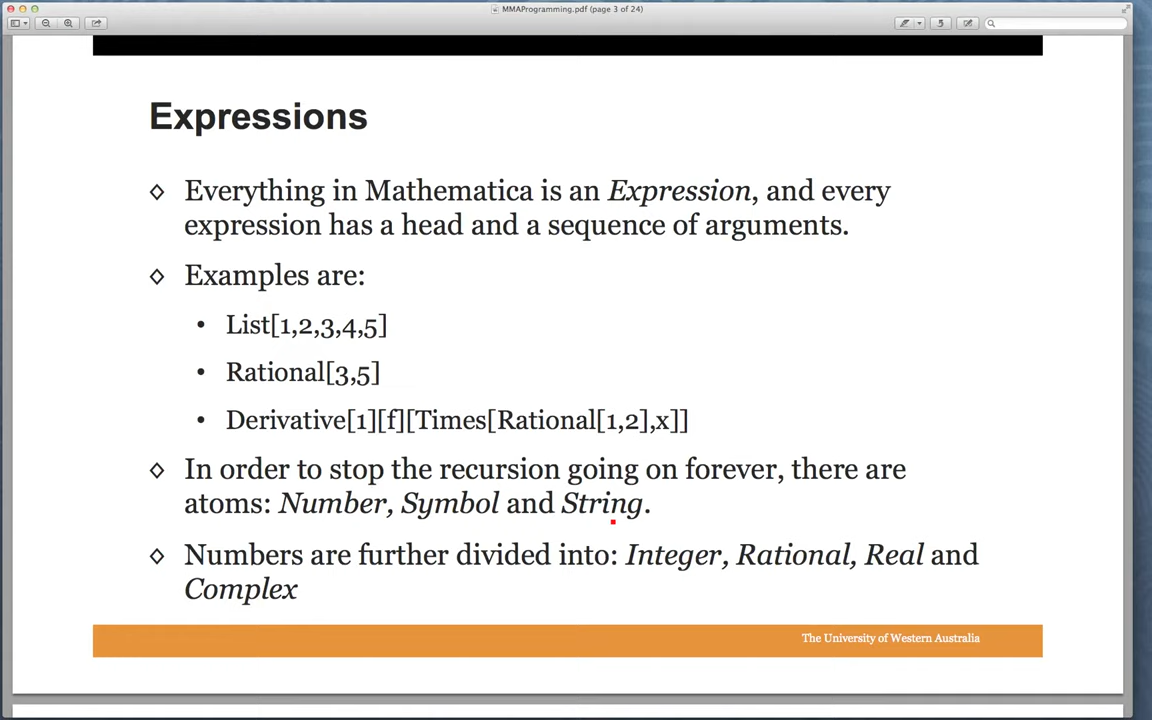 MMAProgramming.pdf (page 3 of 24)
Expressions
◇ Everything in Mathematica is an Expression, and every
expression has a head and a sequence of arguments.
◇ Examples are:
• List[1,2,3,4,5]
• Rational[3,5]
• Derivative[1][f][Times[Rational[1,2],x]]
◇ In order to stop the recursion going on forever, there are
atoms: Number, Symbol and String.
◇ Numbers are further divided into: Integer, Rational, Real and
Complex
The University of Western Australia